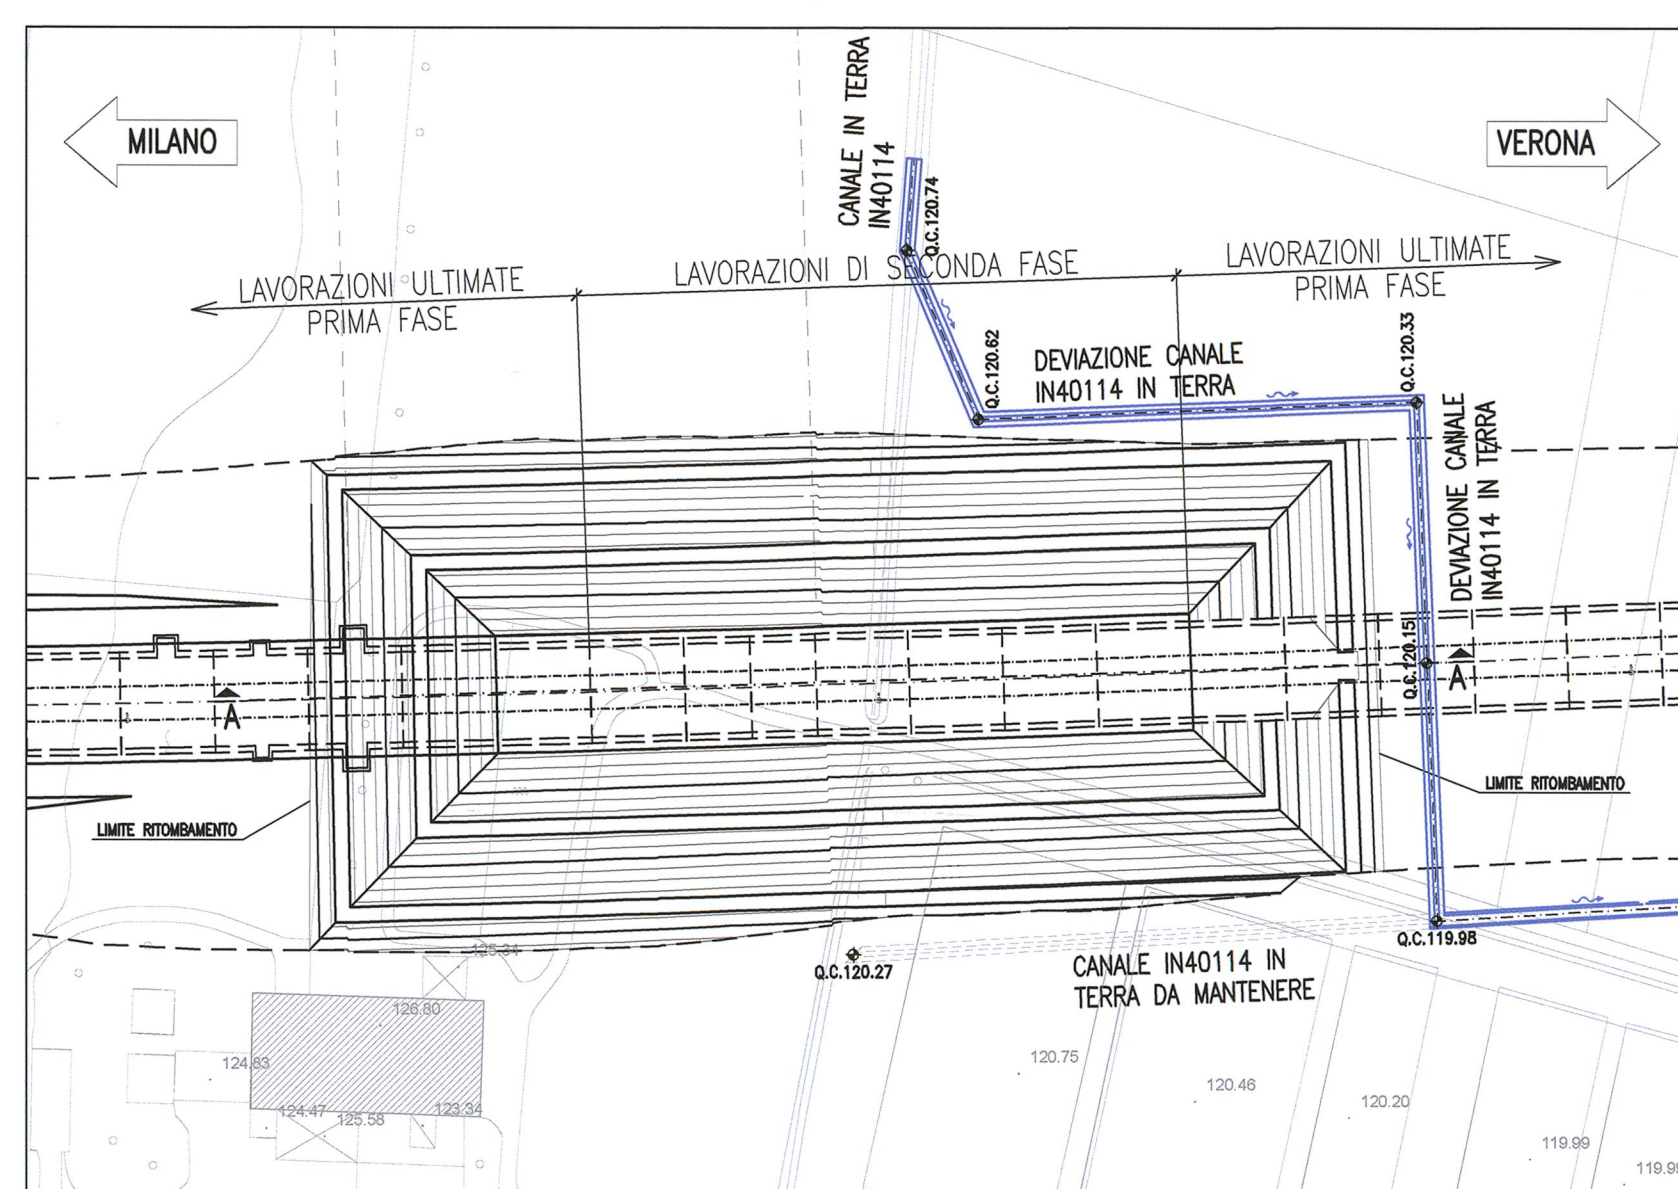 MILANO
VERONA
CANALE IN TERRA
IN40114
Q.C.120.74
LAVORAZIONI ULTIMATE
PRIMA FASE
LAVORAZIONI DI SECONDA FASE
LAVORAZIONI ULTIMATE
PRIMA FASE
Q.C.120.62
DEVIAZIONE CANALE
IN40114 IN TERRA
Q.C.120.33
DEVIAZIONE CANALE
IN40114 IN TERRA
Q.C.120.15
A
A
LIMITE RITOMBAMENTO
LIMITE RITOMBAMENTO
Q.C.119.98
Q.C.120.27
CANALE IN40114 IN
TERRA DA MANTENERE
125.34
126.80
124.83
124.47
125.58
123.34
120.75
120.46
120.20
119.99
119.99